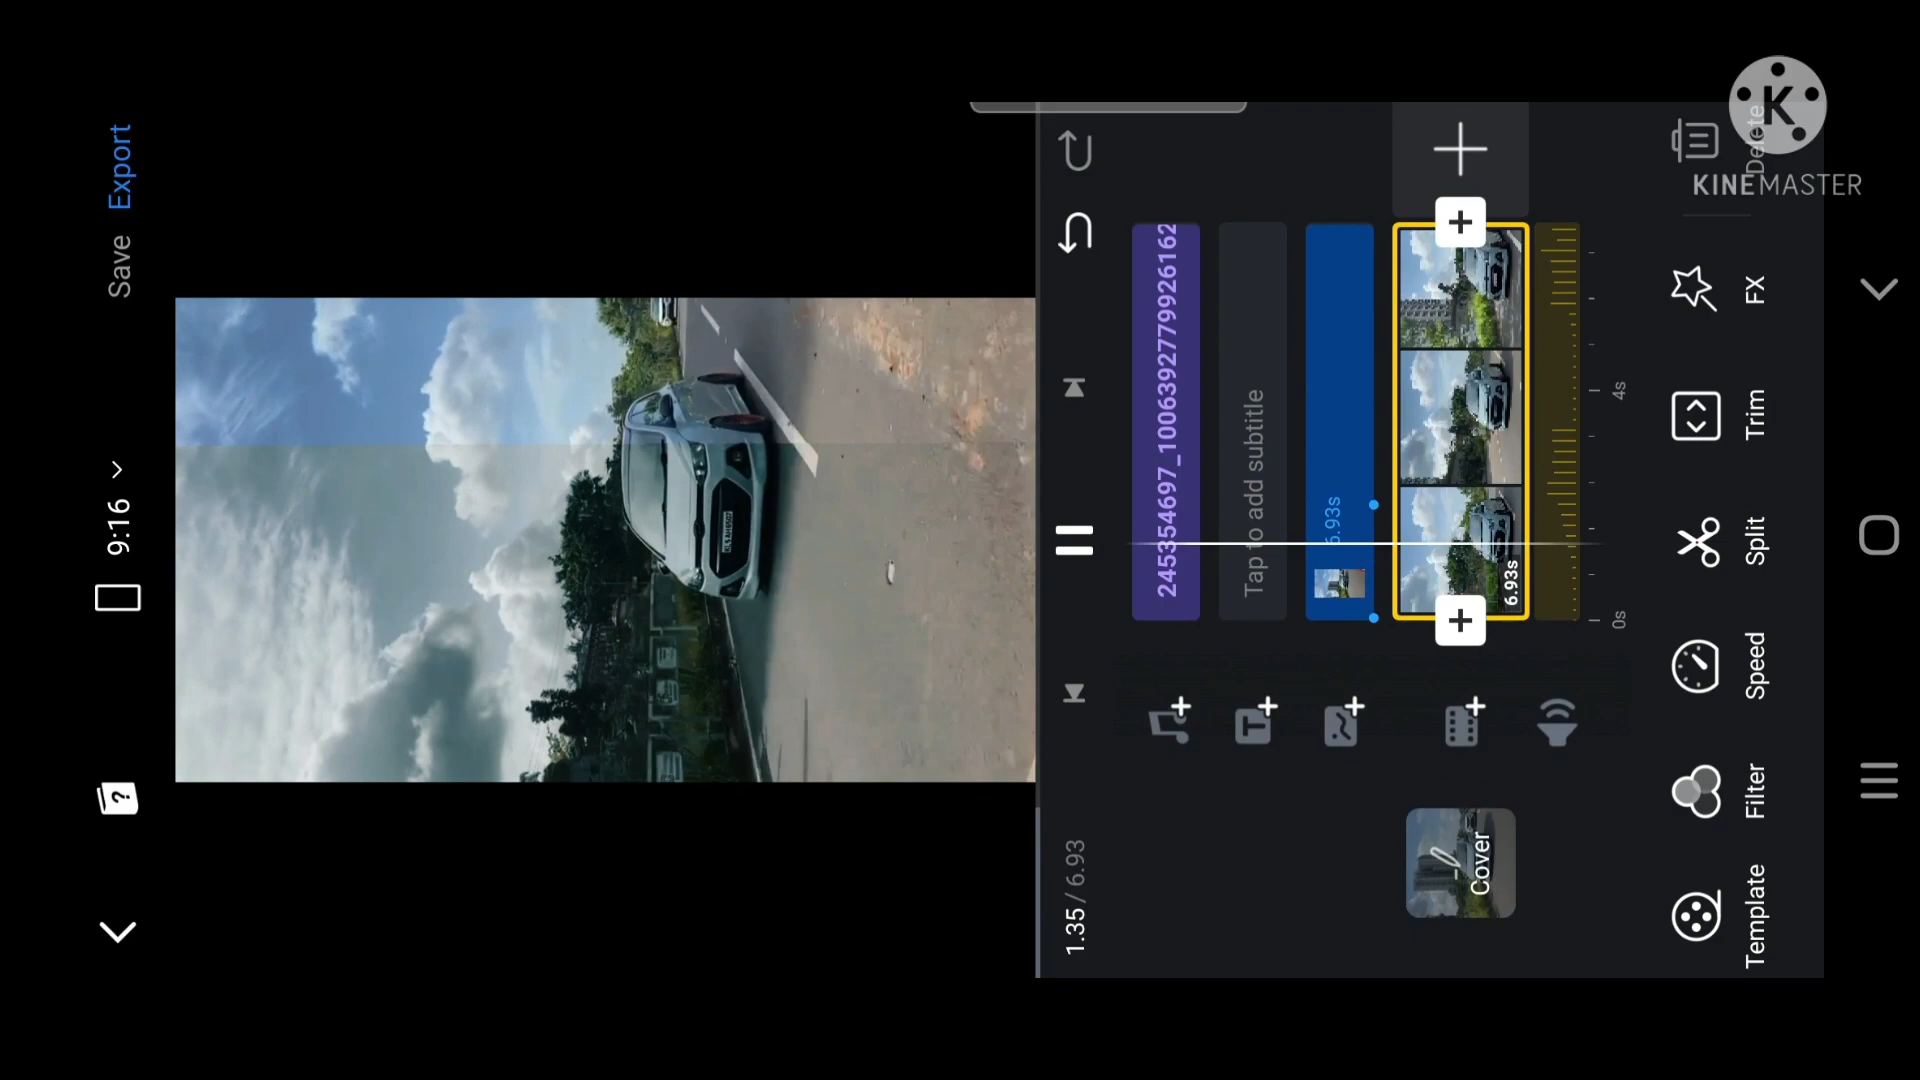 Export
Save
9:16
?
1.35 / 6.93
245354697_1006392779926162
Tap to add subtitle
6.93s
6.93s
0s
4s
Cover
Template
Filter
Speed
Split
Trim
FX
Delete
K
KINEMASTER